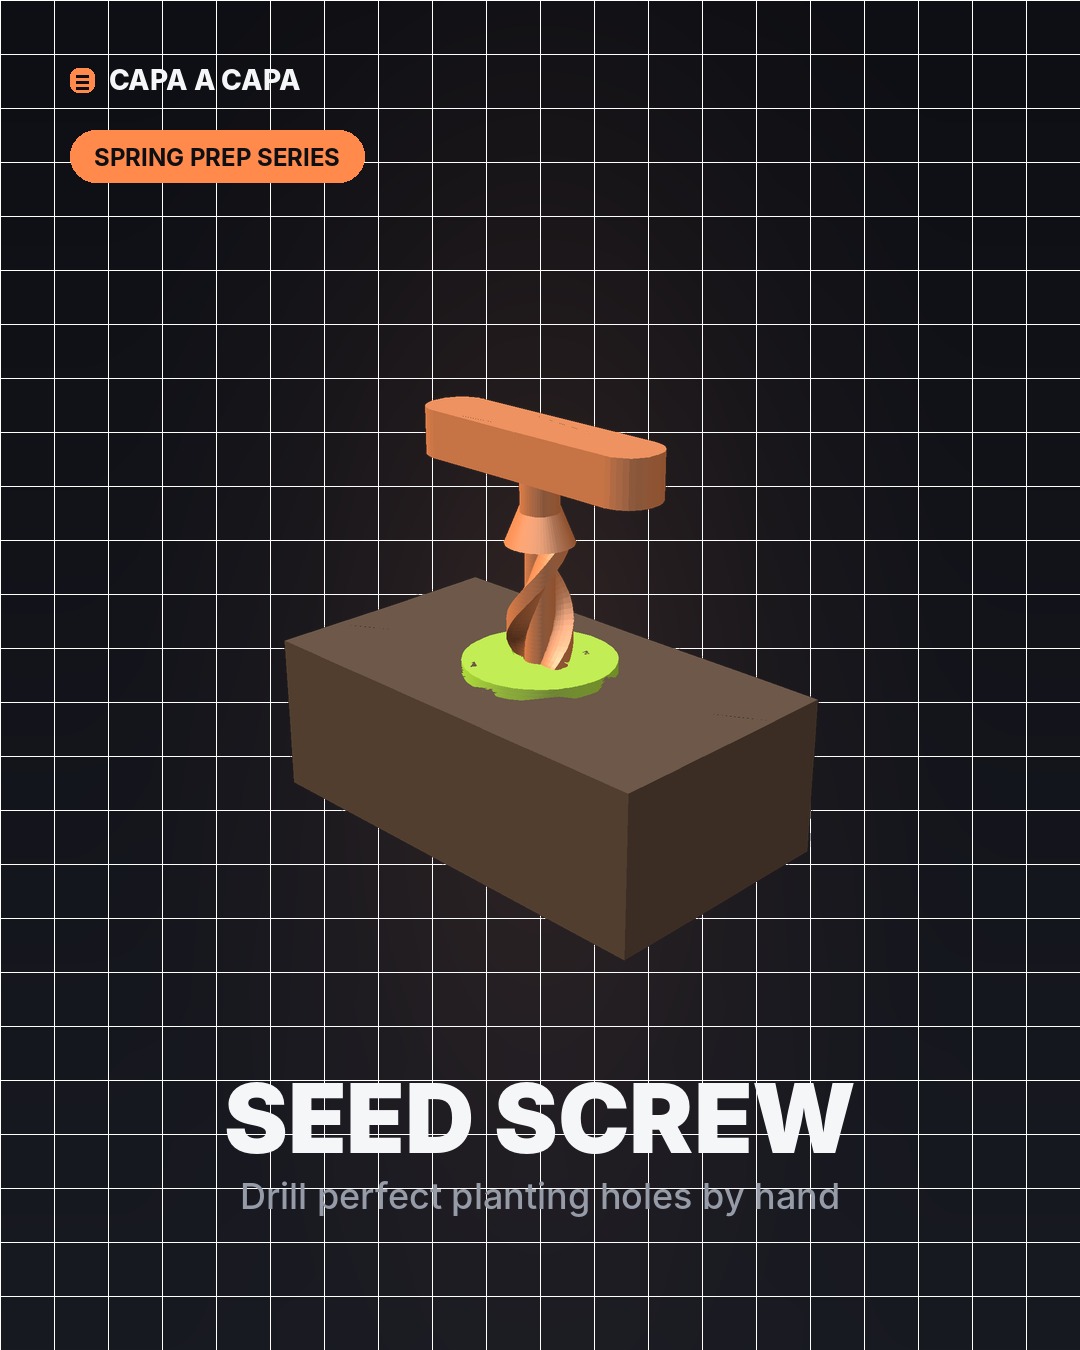 CAPA A CAPA
SPRING PREP SERIES
SEED SCREW
Drill perfect planting holes by hand